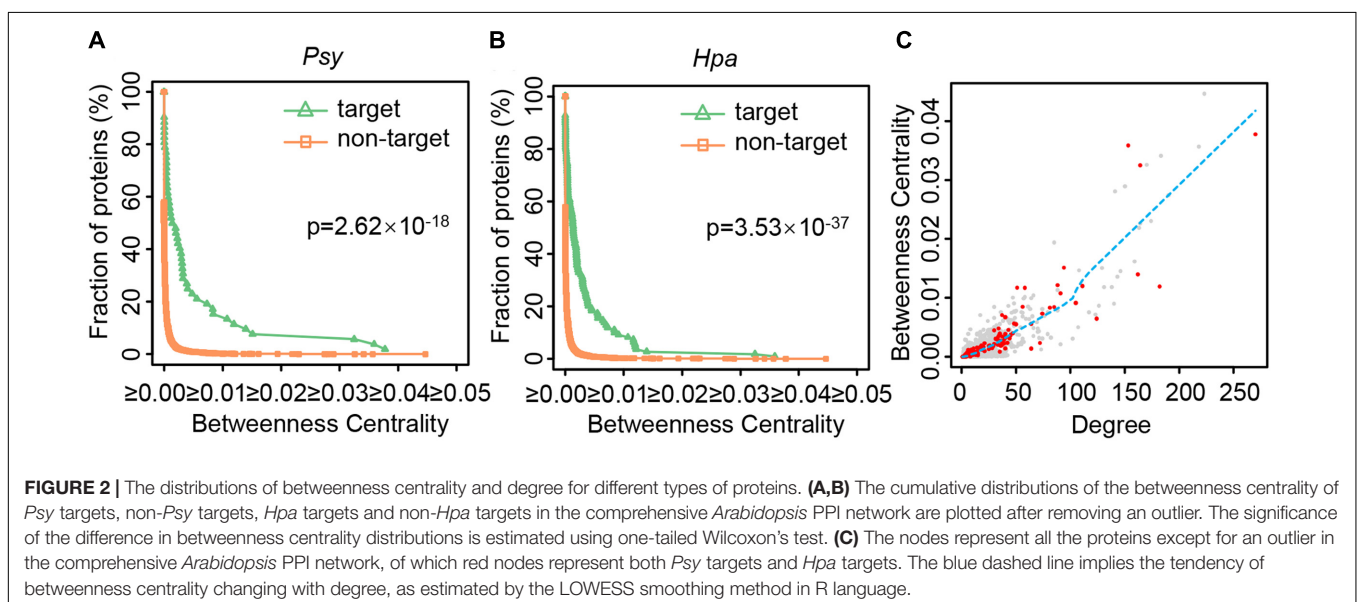 A
Psy
Fraction of proteins (%)
100
80
60
40
20
0
target
non-target
p=2.62×10-18
≥0.00≥0.01≥0.02≥0.03≥0.04≥0.05
Betweenness Centrality
B
Hpa
Fraction of proteins (%)
100
80
60
40
20
0
target
non-target
p=3.53×10-37
≥0.00≥0.01≥0.02≥0.03≥0.04≥0.05
Betweenness Centrality
C
Betweenness Centrality
0.04
0.03
0.02
0.01
0.00
0 50 100 150 200 250
Degree
FIGURE 2 | The distributions of betweenness centrality and degree for different types of proteins. (A,B) The cumulative distributions of the betweenness centrality of
Psy targets, non-Psy targets, Hpa targets and non-Hpa targets in the comprehensive Arabidopsis PPI network are plotted after removing an outlier. The significance
of the difference in betweenness centrality distributions is estimated using one-tailed Wilcoxon's test. (C) The nodes represent all the proteins except for an outlier in
the comprehensive Arabidopsis PPI network, of which red nodes represent both Psy targets and Hpa targets. The blue dashed line implies the tendency of
betweenness centrality changing with degree, as estimated by the LOWESS smoothing method in R language.